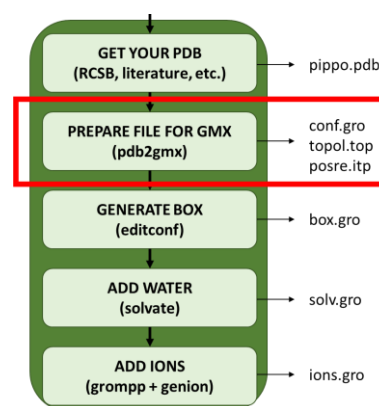 GET YOUR PDB
(RCSB, literature, etc.)
pippo.pdb
PREPARE FILE FOR GMX
(pdb2gmx)
conf.gro
topol.top
posre.itp
GENERATE BOX
(editconf)
box.gro
ADD WATER
(solvate)
solv.gro
ADD IONS
(grompp + genion)
ions.gro